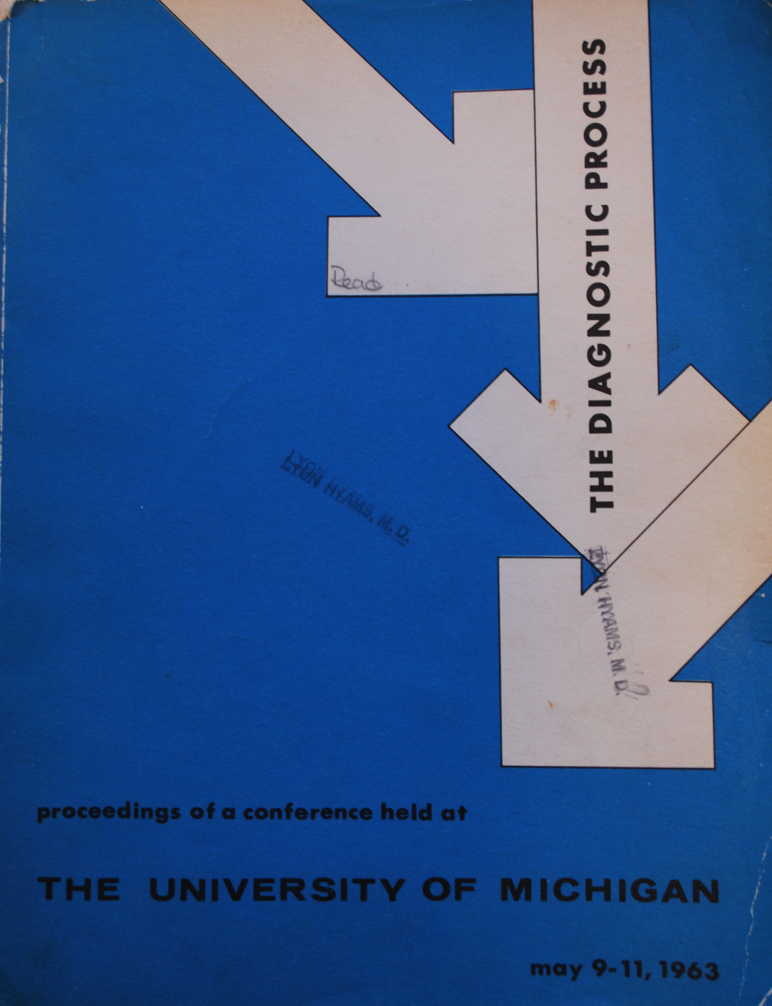 THE DIAGNOSTIC PROCESS
Read
LYON HYAMS, M. D.
LYON HYAMS, M. D.
proceedings of a conference held at
THE UNIVERSITY OF MICHIGAN
may 9-11, 1963